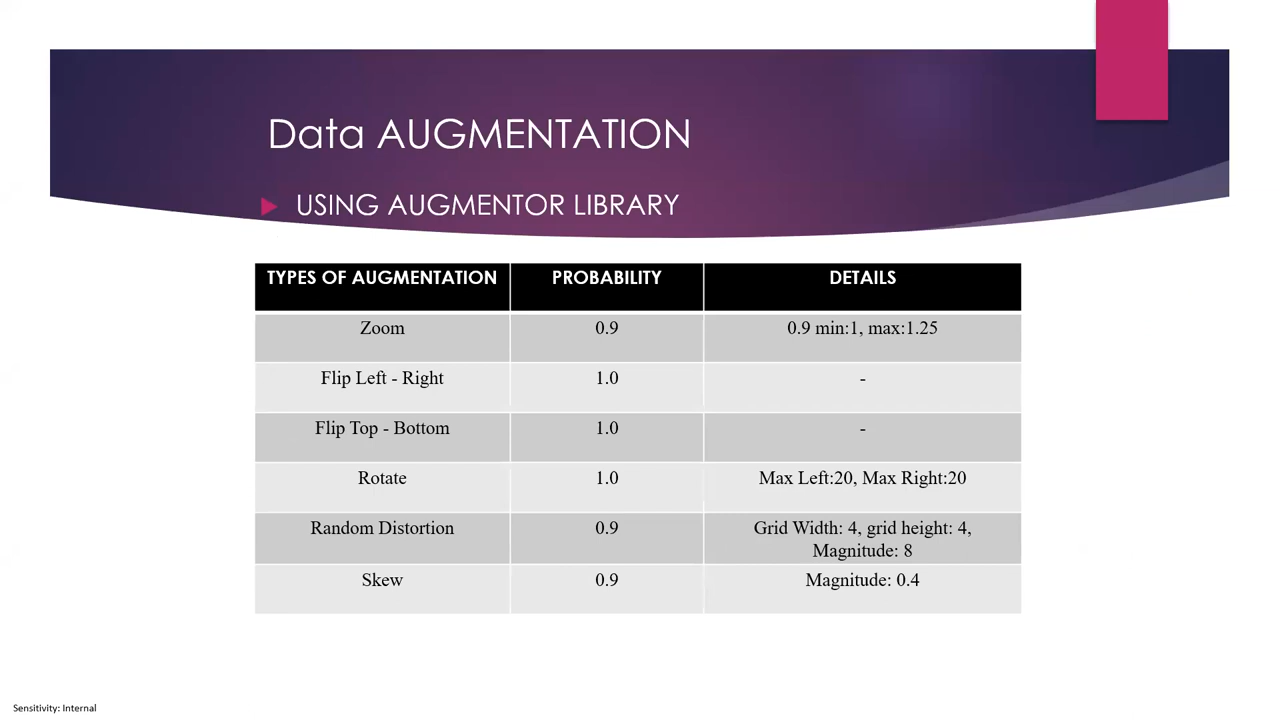 Data AUGMENTATION
USING AUGMENTOR LIBRARY
TYPES OF AUGMENTATION PROBABILITY DETAILS
Zoom 0.9 0.9 min:1, max:1.25
Flip Left - Right 1.0 -
Flip Top - Bottom 1.0 -
Rotate 1.0 Max Left:20, Max Right:20
Random Distortion 0.9 Grid Width: 4, grid height: 4,
Magnitude: 8
Skew 0.9 Magnitude: 0.4
Sensitivity: Internal